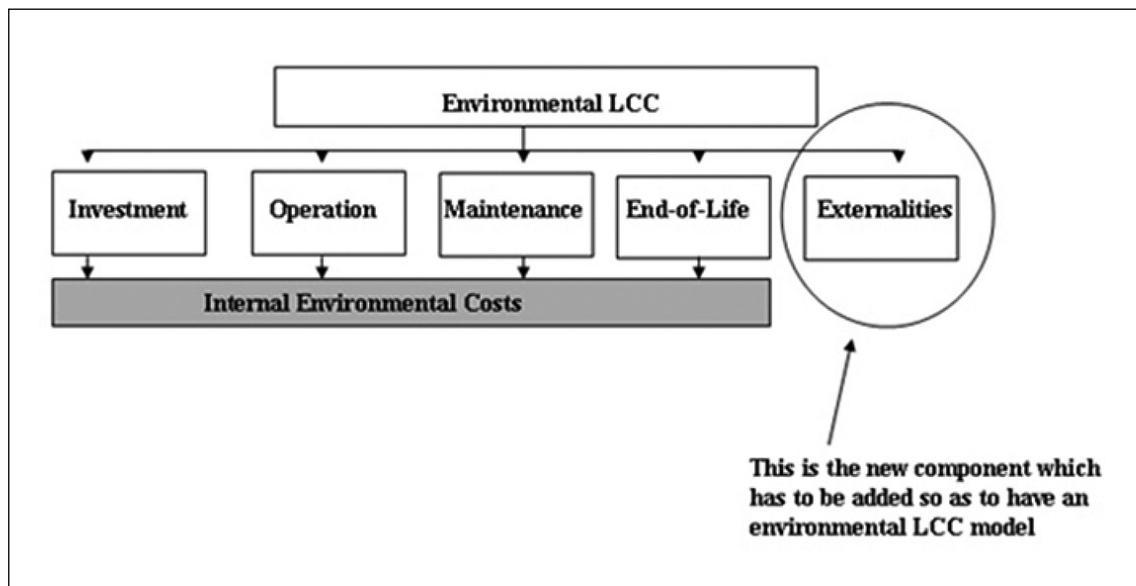 Environmental LCC
Investment
Operation
Maintenance
End-of-Life
Externalities
Internal Environmental Costs
This is the new component which
has to be added so as to have an
environmental LCC model